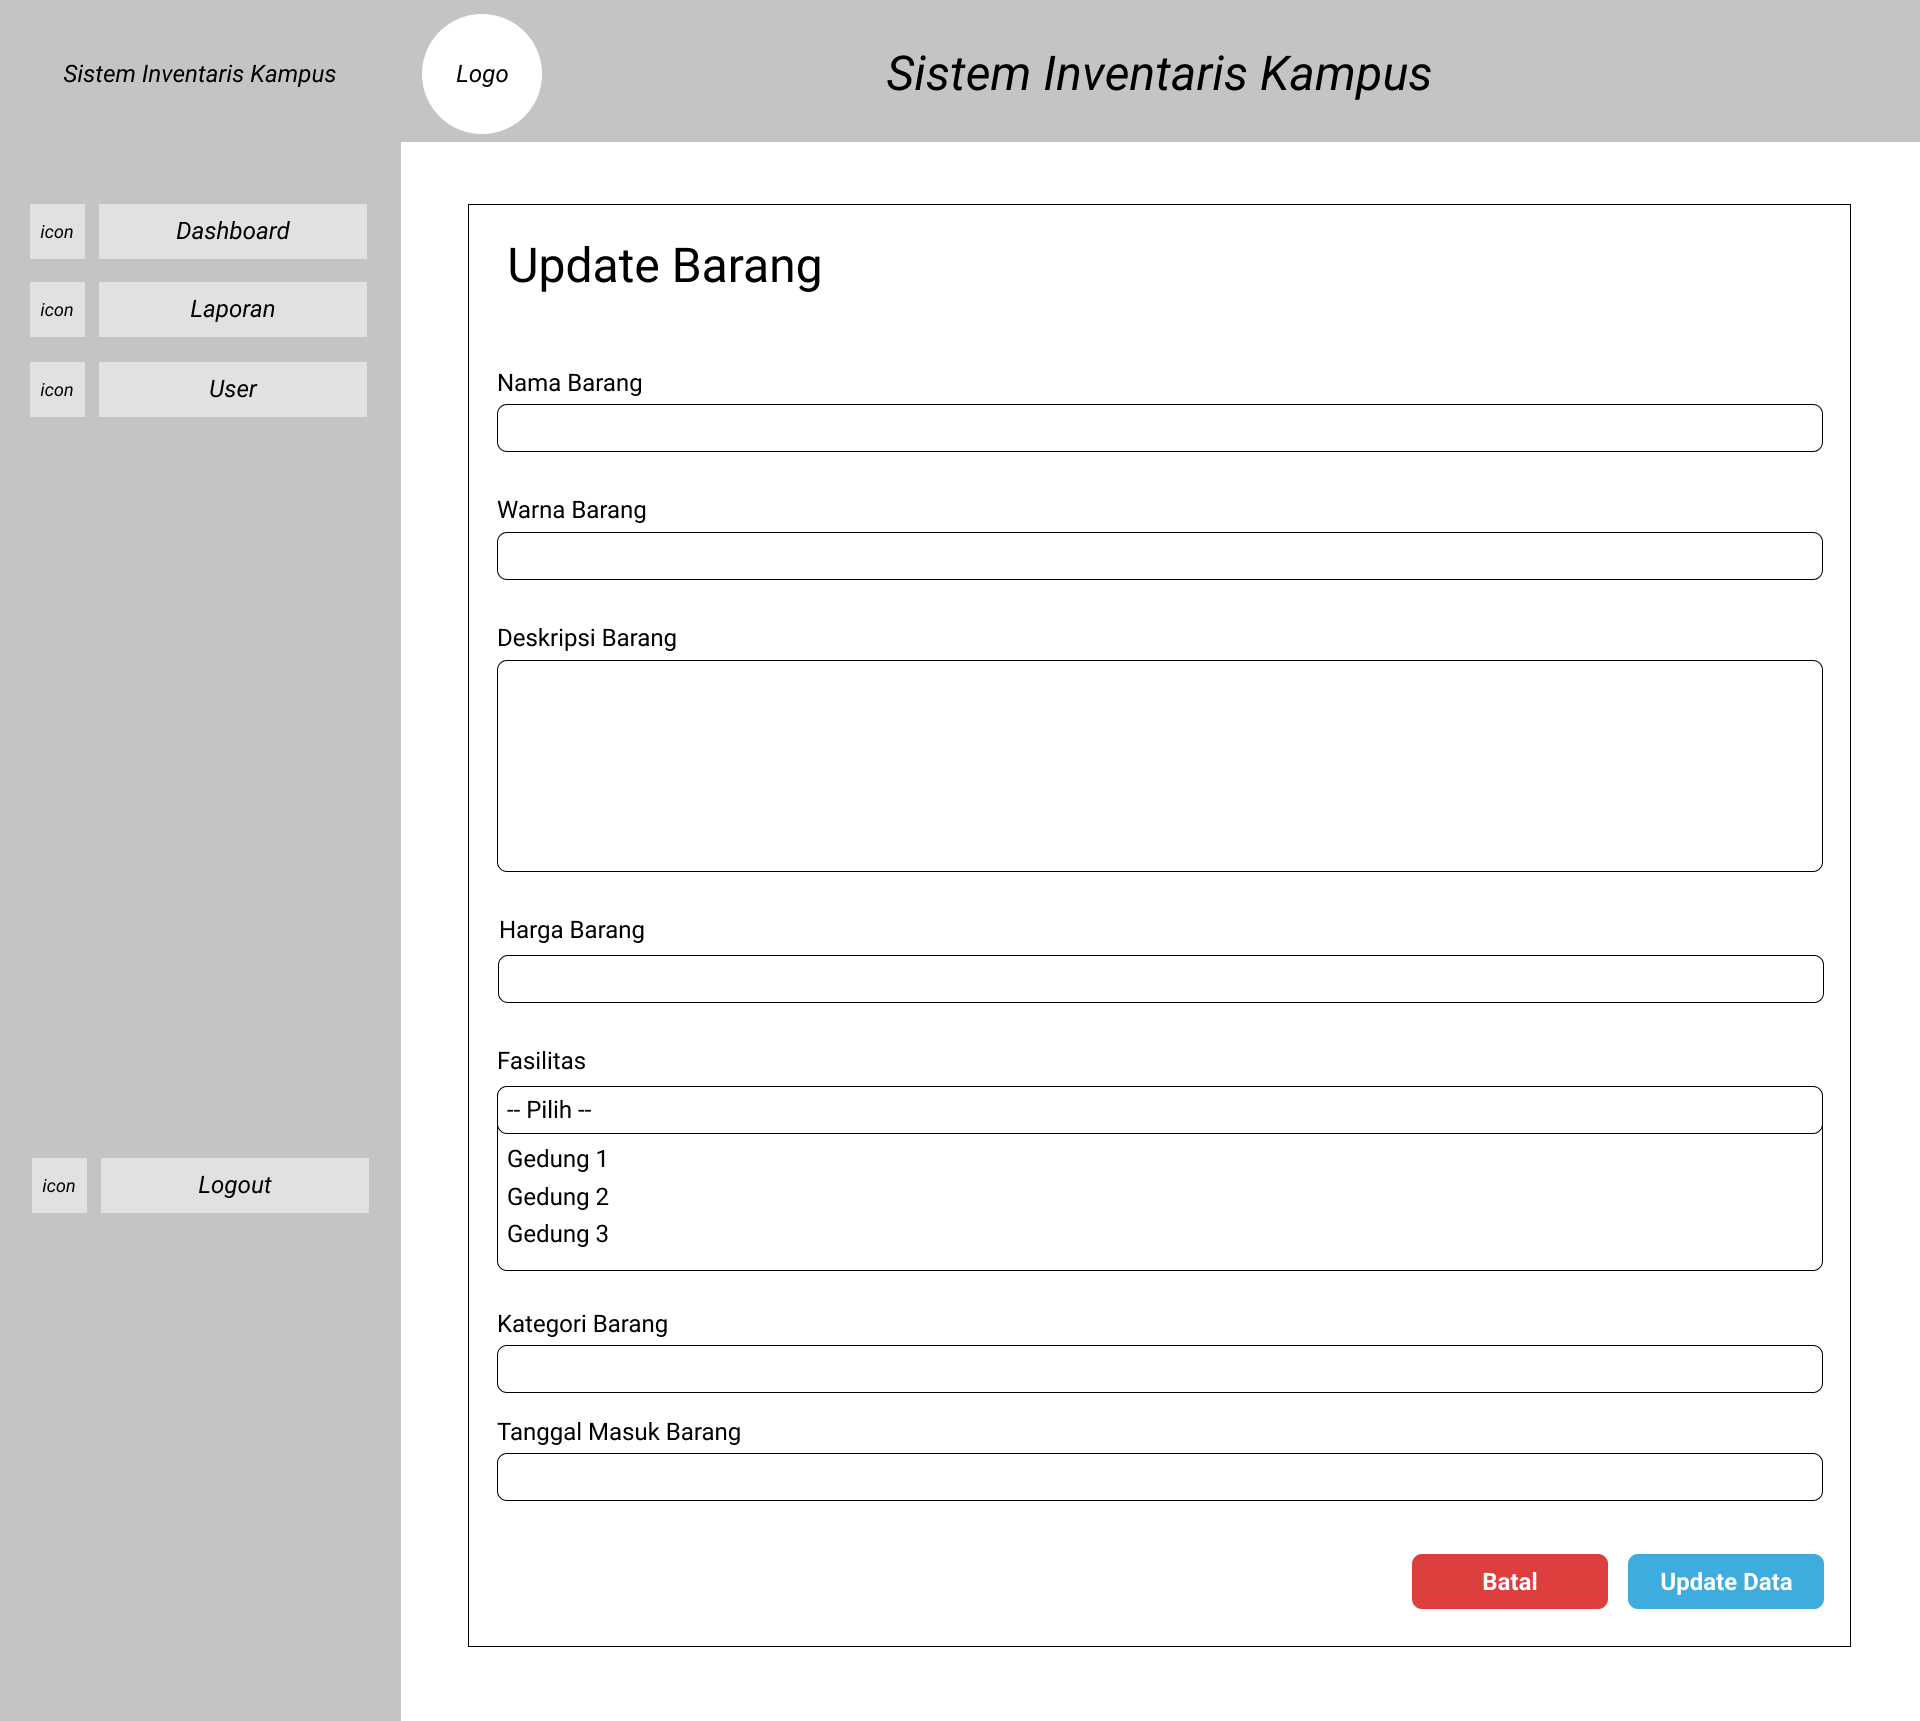 Sistem Inventaris Kampus
Logo
Sistem Inventaris Kampus
icon
Dashboard
icon
Laporan
icon
User
icon
Logout
Update Barang
Nama Barang
Warna Barang
Deskripsi Barang
Harga Barang
Fasilitas
-- Pilih --
Gedung 1
Gedung 2
Gedung 3
Kategori Barang
Tanggal Masuk Barang
Batal
Update Data